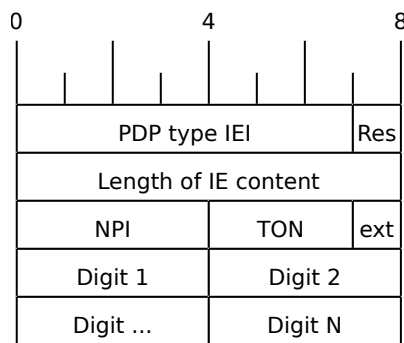 0 4 8
PDP type IEI Res
Length of IE content
NPI TON ext
Digit 1 Digit 2
Digit ... Digit N